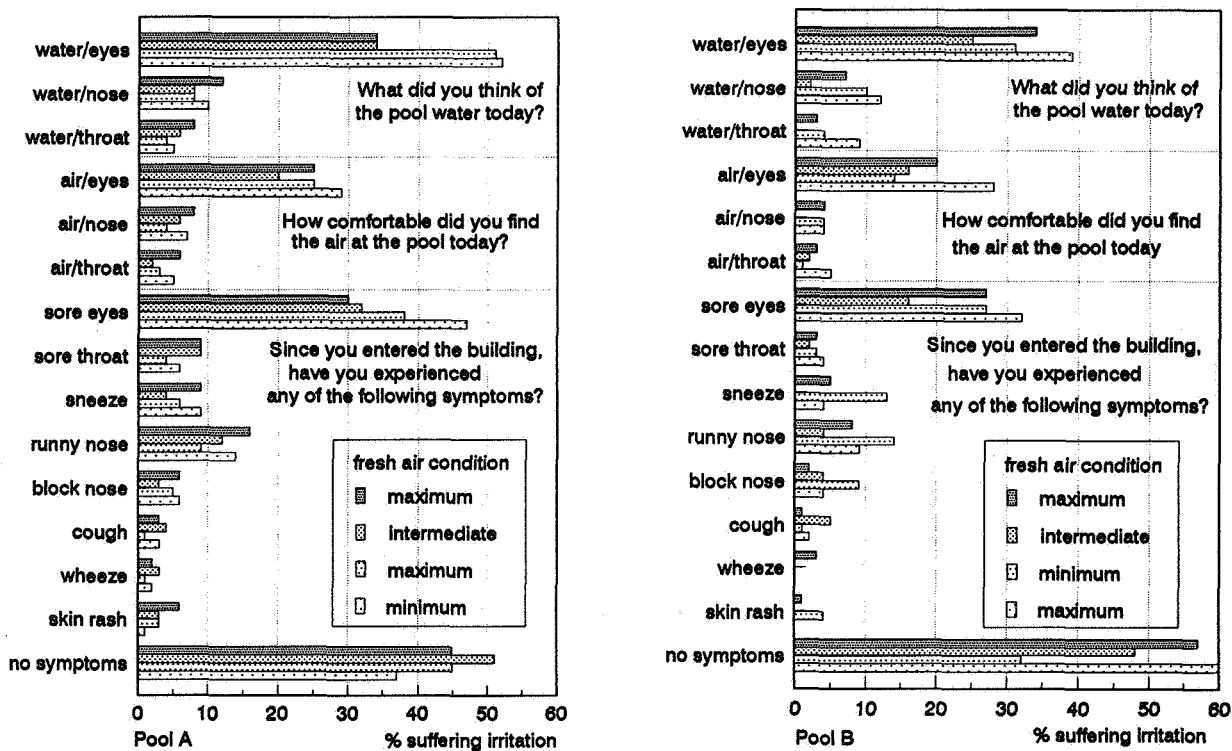 water/eyes
What did you think of
water/nose
the pool water today?
water/throat
air/eyes
How comfortable did you find
air/nose
the air at the pool today?
air/throat
sore eyes
Since you entered the building,
sore throat
have you experienced
any of the following symptoms?
sneeze
runny nose
fresh air condition
block nose
maximum
cough
intermediate
wheeze
maximum
skin rash
minimum
no symptoms
0 10 20 30 40 50 60
Pool A % suffering irritation
water/eyes
What did you think of
water/nose
the pool water today?
water/throat
air/eyes
How comfortable did you find
air/nose
the air at the pool today
air/throat
sore eyes
Since you entered the building,
sore throat
have you experienced
sneeze
any of the following symptoms?
runny nose
fresh air condition
block nose
maximum
cough
intermediate
wheeze
minimum
skin rash
maximum
no symptoms
0 10 20 30 40 50 60
Pool B % suffering irritation